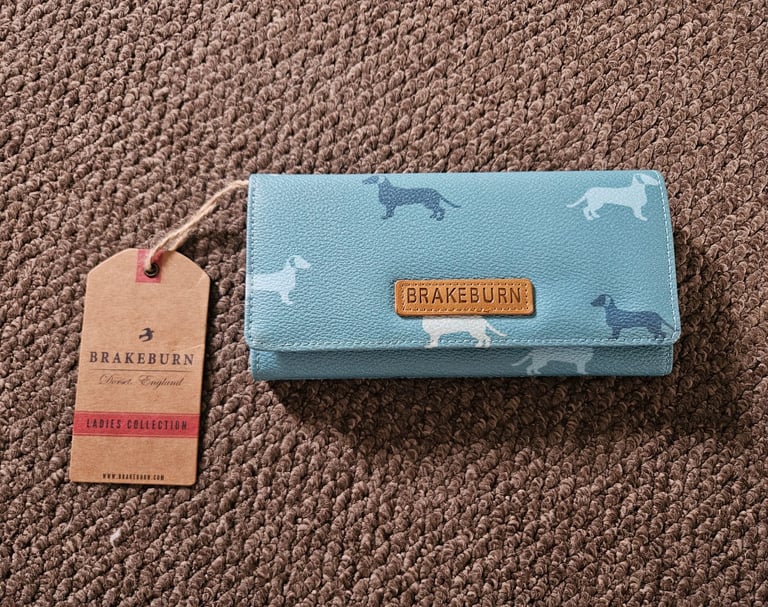 BRAKEBURN
Dorset, England
LADIES COLLECTION
WWW.BRAKEBURN.COM
BRAKEBURN